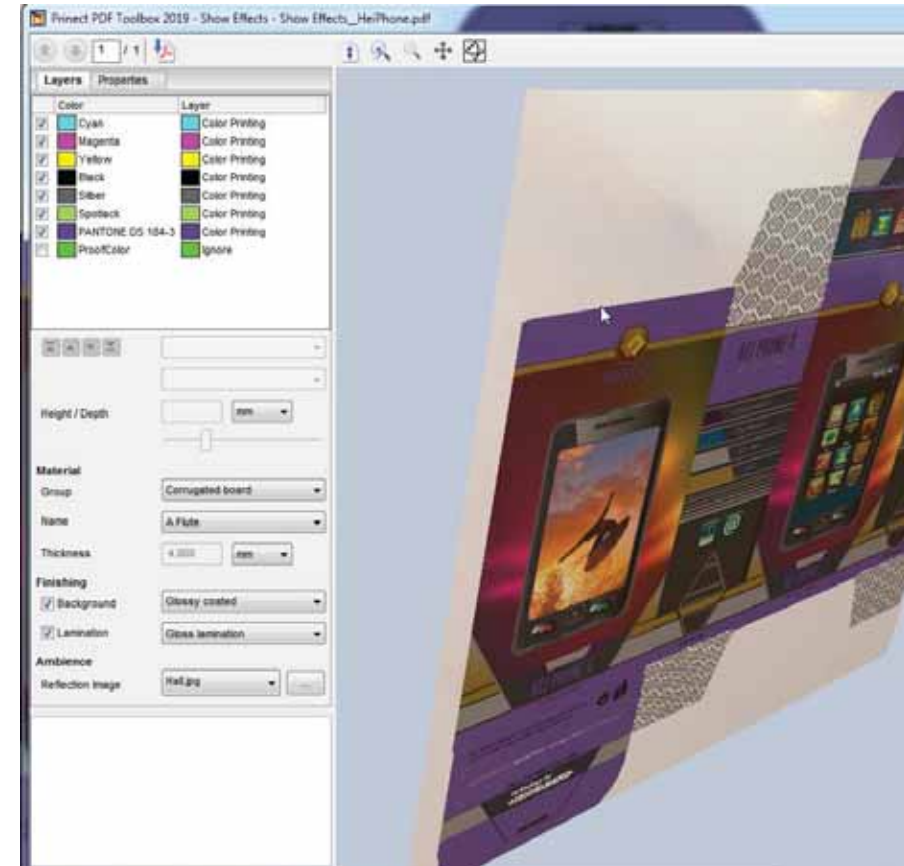 Prinect PDF Toolbox 2019 - Show Effects - Show Effects__HeiPhone.pdf
1 / 1
Layers Properties
Color Layer
Cyan Color Printing
Magenta Color Printing
Yellow Color Printing
Black Color Printing
Silber Color Printing
Spotlack Color Printing
PANTONE DS 184-3 Color Printing
ProofColor Ignore
Height / Depth mm
Material
Group Corrugated board
Name A Flute
Thickness mm
Finishing
Background Glossy coated
Lamination Gloss lamination
Ambience
Reflection Image Hall.jpg ...